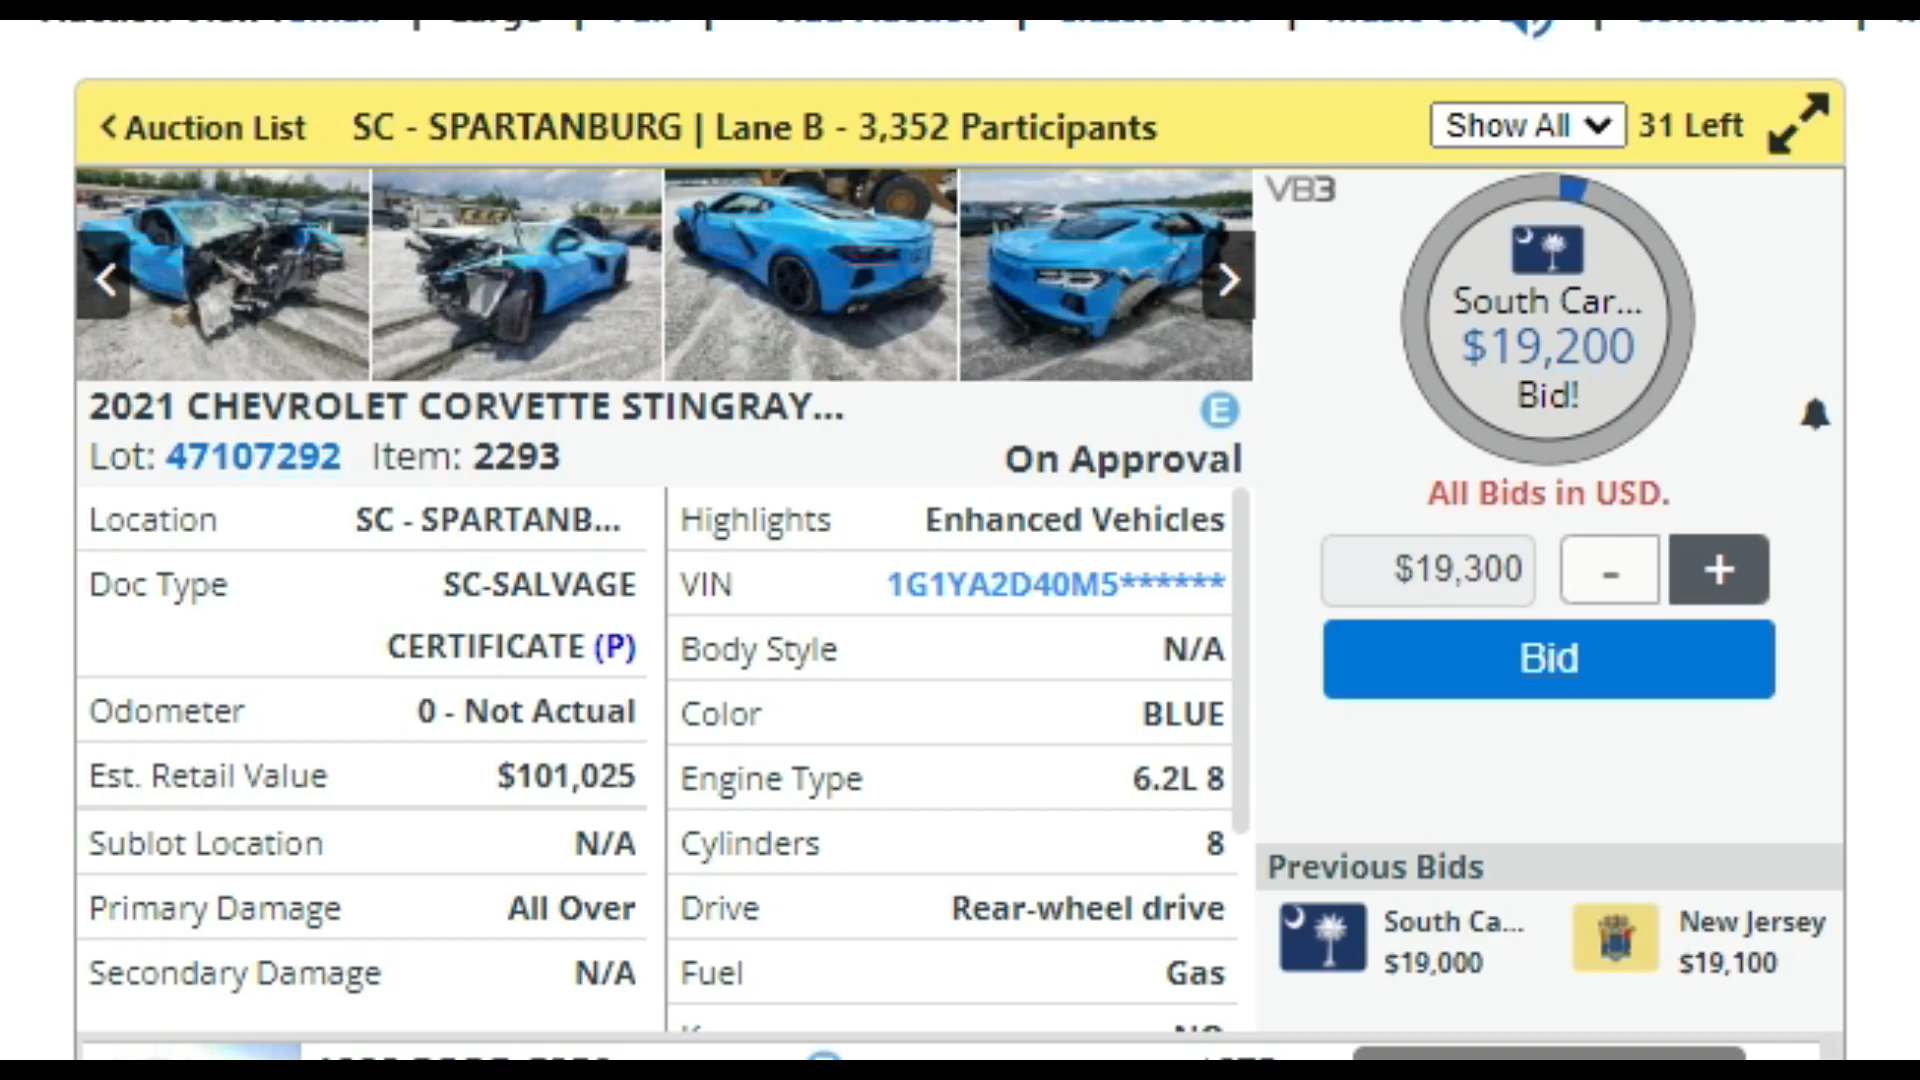 Auction List
SC - SPARTANBURG | Lane B - 3,352 Participants
Show All
31 Left
VB3
South Car...
$19,200
Bid!
2021 CHEVROLET CORVETTE STINGRAY...
E
Lot: 47107292 Item: 2293
On Approval
All Bids in USD.
$19,300
-
+
Bid
Location SC - SPARTANB...
Doc Type SC-SALVAGE
CERTIFICATE (P)
Odometer 0 - Not Actual
Est. Retail Value $101,025
Sublot Location N/A
Primary Damage All Over
Secondary Damage N/A
Highlights Enhanced Vehicles
VIN 1G1YA2D40M5******
Body Style N/A
Color BLUE
Engine Type 6.2L 8
Cylinders 8
Drive Rear-wheel drive
Fuel Gas
Previous Bids
South Ca...
$19,000
New Jersey
$19,100